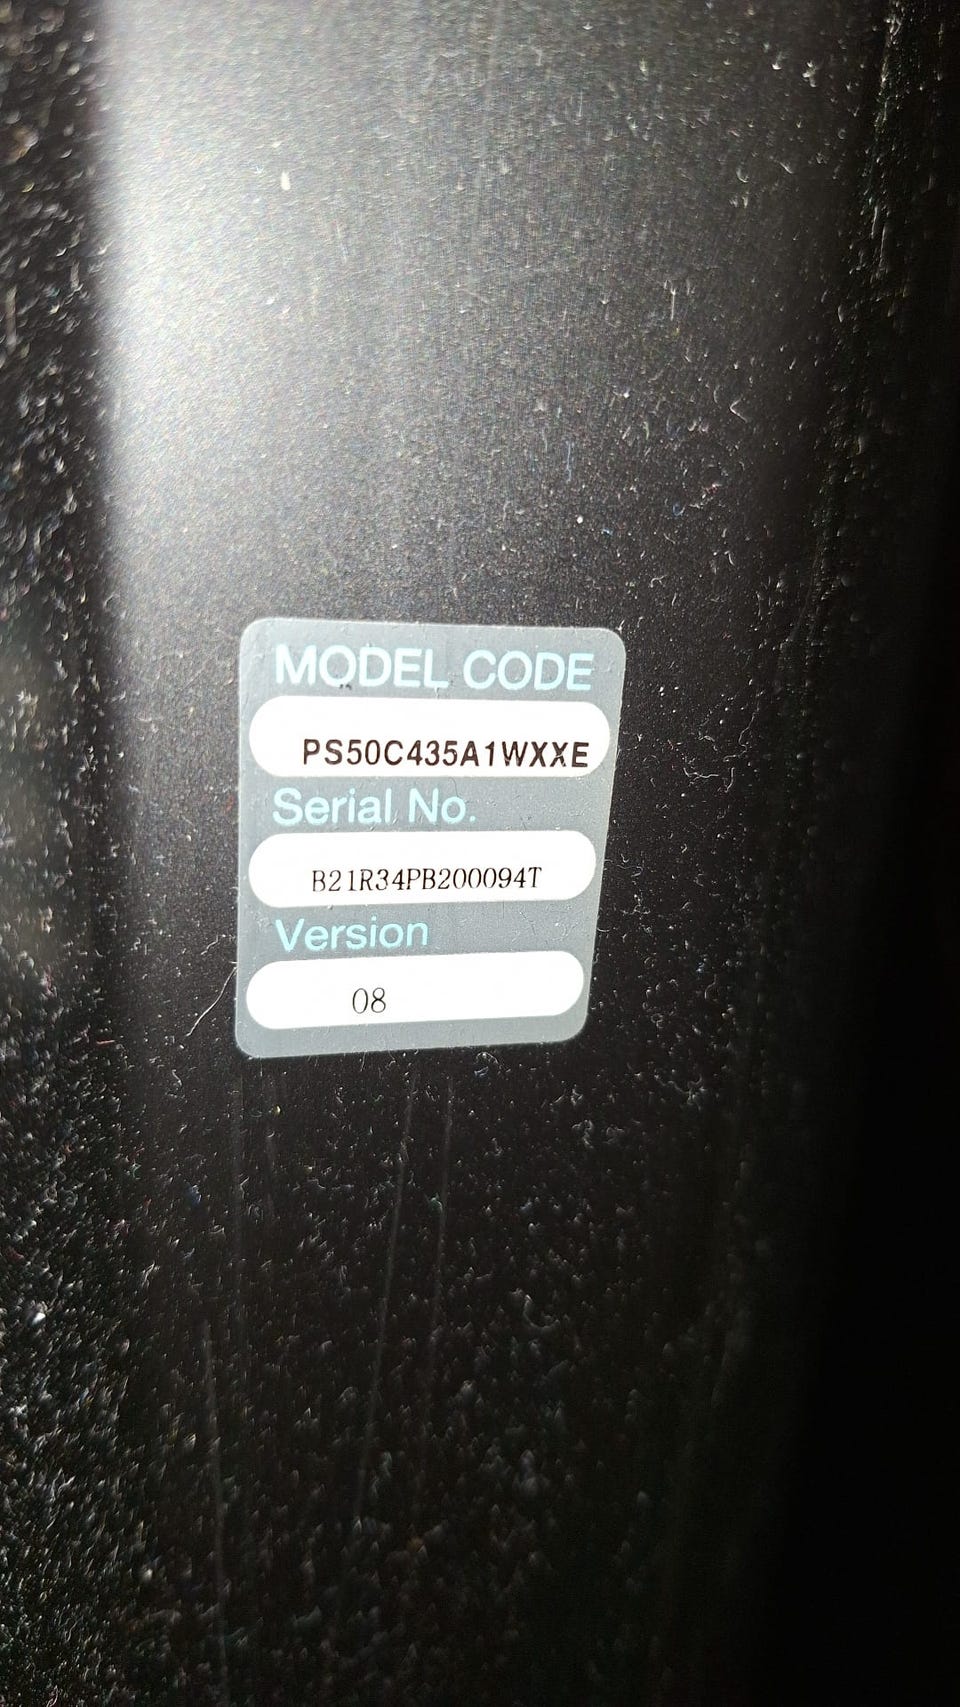 MODEL CODE
PS50C435A1WXXE
Serial No.
B21R34PB200094T
Version
08